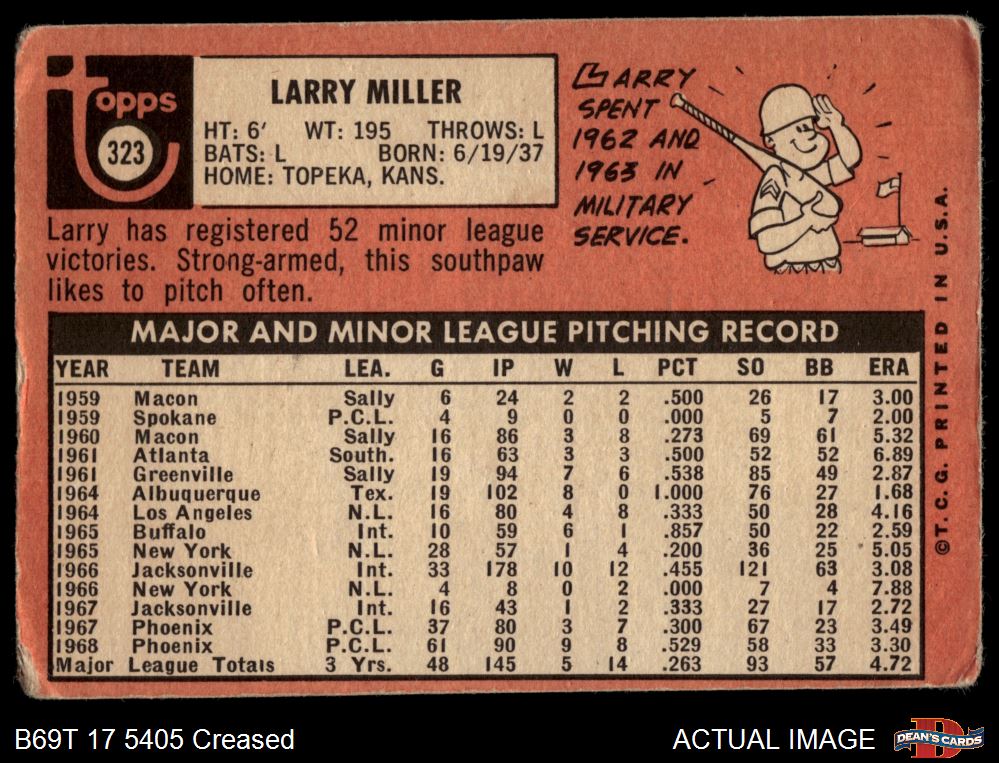 Topps
323
LARRY MILLER
HT: 6' WT: 195 THROWS: L
BATS: L BORN: 6/19/37
HOME: TOPEKA, KANS.
Larry has registered 52 minor league
victories. Strong-armed, this southpaw
likes to pitch often.
LARRY
SPENT
1962 AND
1963 IN
MILITARY
SERVICE.
MAJOR AND MINOR LEAGUE PITCHING RECORD
YEAR TEAM LEA. G IP W L PCT SO BB ERA
1959 Macon Sally 6 24 2 2 .500 26 17 3.00
1959 Spokane P.C.L. 4 9 0 0 .000 5 7 2.00
1960 Macon Sally 16 86 3 8 .273 69 61 5.32
1961 Atlanta South. 16 63 3 3 .500 52 52 6.89
1961 Greenville Sally 19 94 7 6 .538 85 49 2.87
1964 Albuquerque Tex. 19 102 8 0 1.000 76 27 1.68
1964 Los Angeles N.L. 16 80 4 8 .333 50 28 4.16
1965 Buffalo Int. 10 59 6 1 .857 50 22 2.59
1965 New York N.L. 28 57 1 4 .200 36 25 5.05
1966 Jacksonville Int. 33 178 10 12 .455 121 63 3.08
1966 New York N.L. 4 8 0 2 .000 7 4 7.88
1967 Jacksonville Int. 16 43 1 2 .333 27 17 2.72
1967 Phoenix P.C.L. 37 80 3 7 .300 67 23 3.49
1968 Phoenix P.C.L. 61 90 9 8 .529 58 33 3.30
Major League Totals 3 Yrs. 48 145 5 14 .263 93 57 4.72
©T.C.G. PRINTED IN U.S.A.
B69T 17 5405 Creased
ACTUAL IMAGE
DEAN'S CARDS